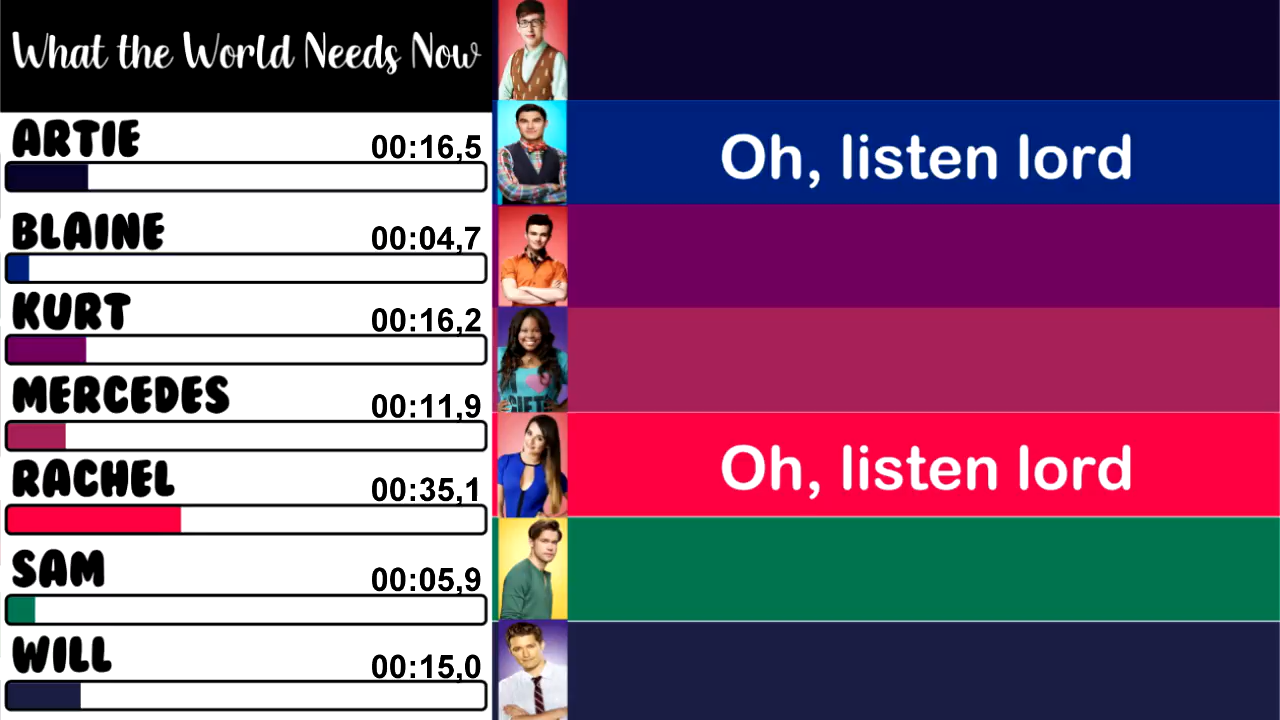 What the World Needs Now
ARTIE 00:16,5
BLAINE 00:04,7
KURT 00:16,2
MERCEDES 00:11,9
RACHEL 00:35,1
SAM 00:05,9
WILL 00:15,0
Oh, listen lord
Oh, listen lord